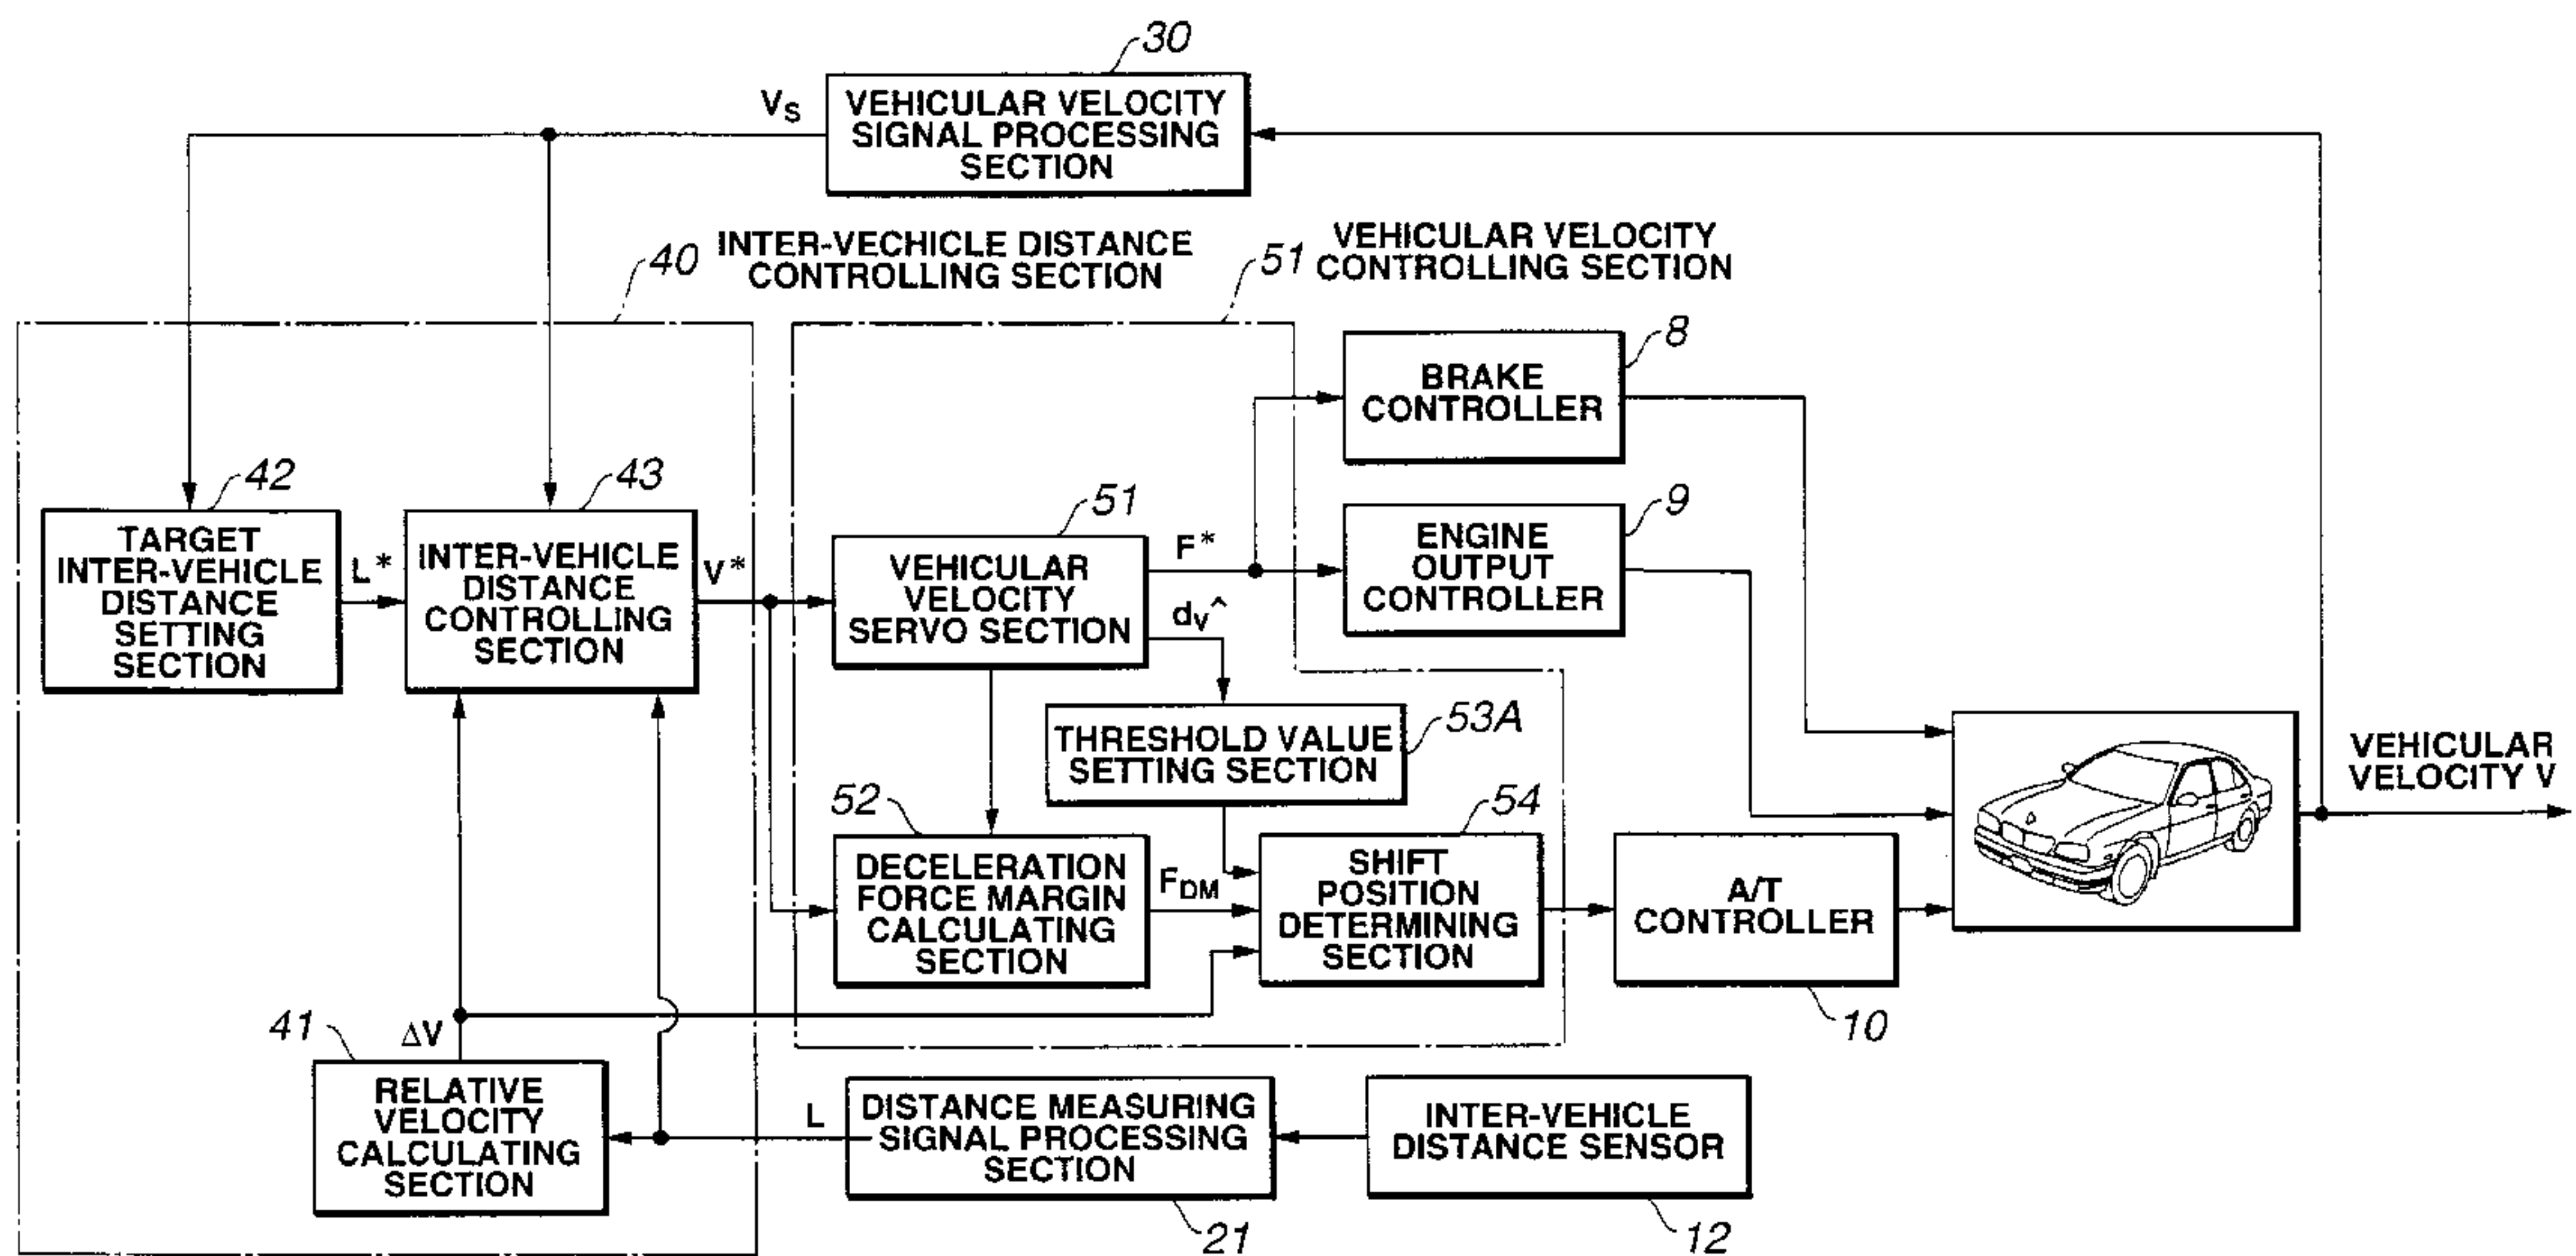 30
V_S
VEHICULAR VELOCITY
SIGNAL PROCESSING
SECTION
40
INTER-VECHICLE DISTANCE
CONTROLLING SECTION
51
VEHICULAR VELOCITY
CONTROLLING SECTION
8
BRAKE
CONTROLLER
42
TARGET
INTER-VEHICLE
DISTANCE
SETTING
SECTION
L*
43
INTER-VEHICLE
DISTANCE
CONTROLLING
SECTION
V*
51
VEHICULAR
VELOCITY
SERVO SECTION
F*
dv^
9
ENGINE
OUTPUT
CONTROLLER
53A
THRESHOLD VALUE
SETTING SECTION
52
DECELERATION
FORCE MARGIN
CALCULATING
SECTION
FDM
54
SHIFT
POSITION
DETERMINING
SECTION
A/T
CONTROLLER
10
VEHICULAR
VELOCITY V
41
ΔV
RELATIVE
VELOCITY
CALCULATING
SECTION
L
DISTANCE MEASURING
SIGNAL PROCESSING
SECTION
21
INTER-VEHICLE
DISTANCE SENSOR
12